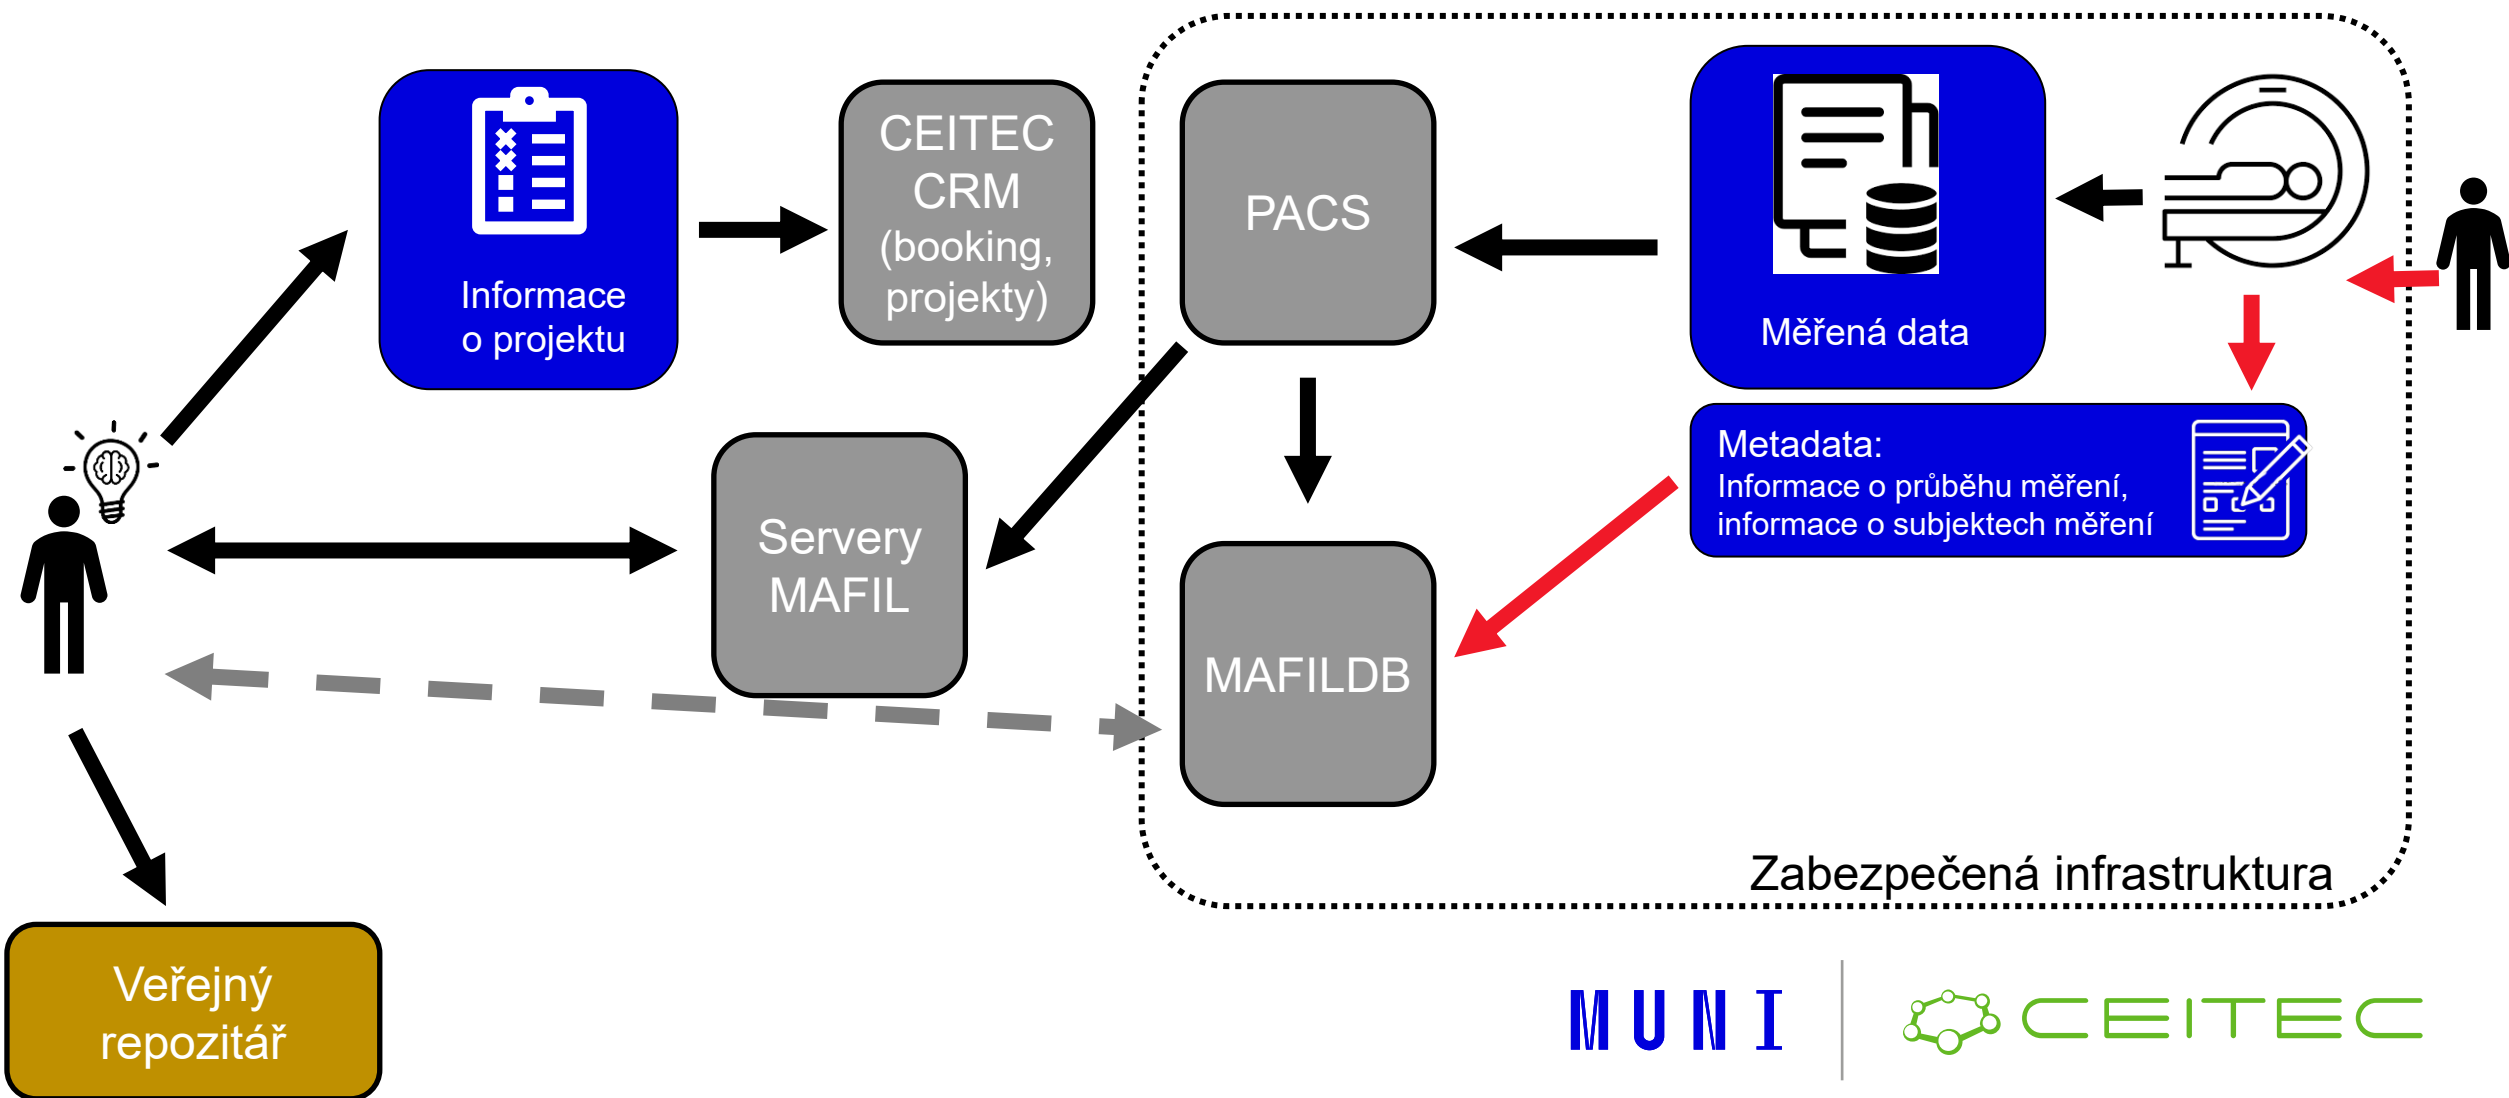 Informace
o projektu
CEITEC
CRM
(booking,
projekty)
PACS
Měřená data
Metadata:
Informace o průběhu měření,
informace o subjektech měření
Servery
MAFIL
MAFILDB
Zabezpečená infrastruktura
Veřejný
repozitář
MUNI
CEITEC